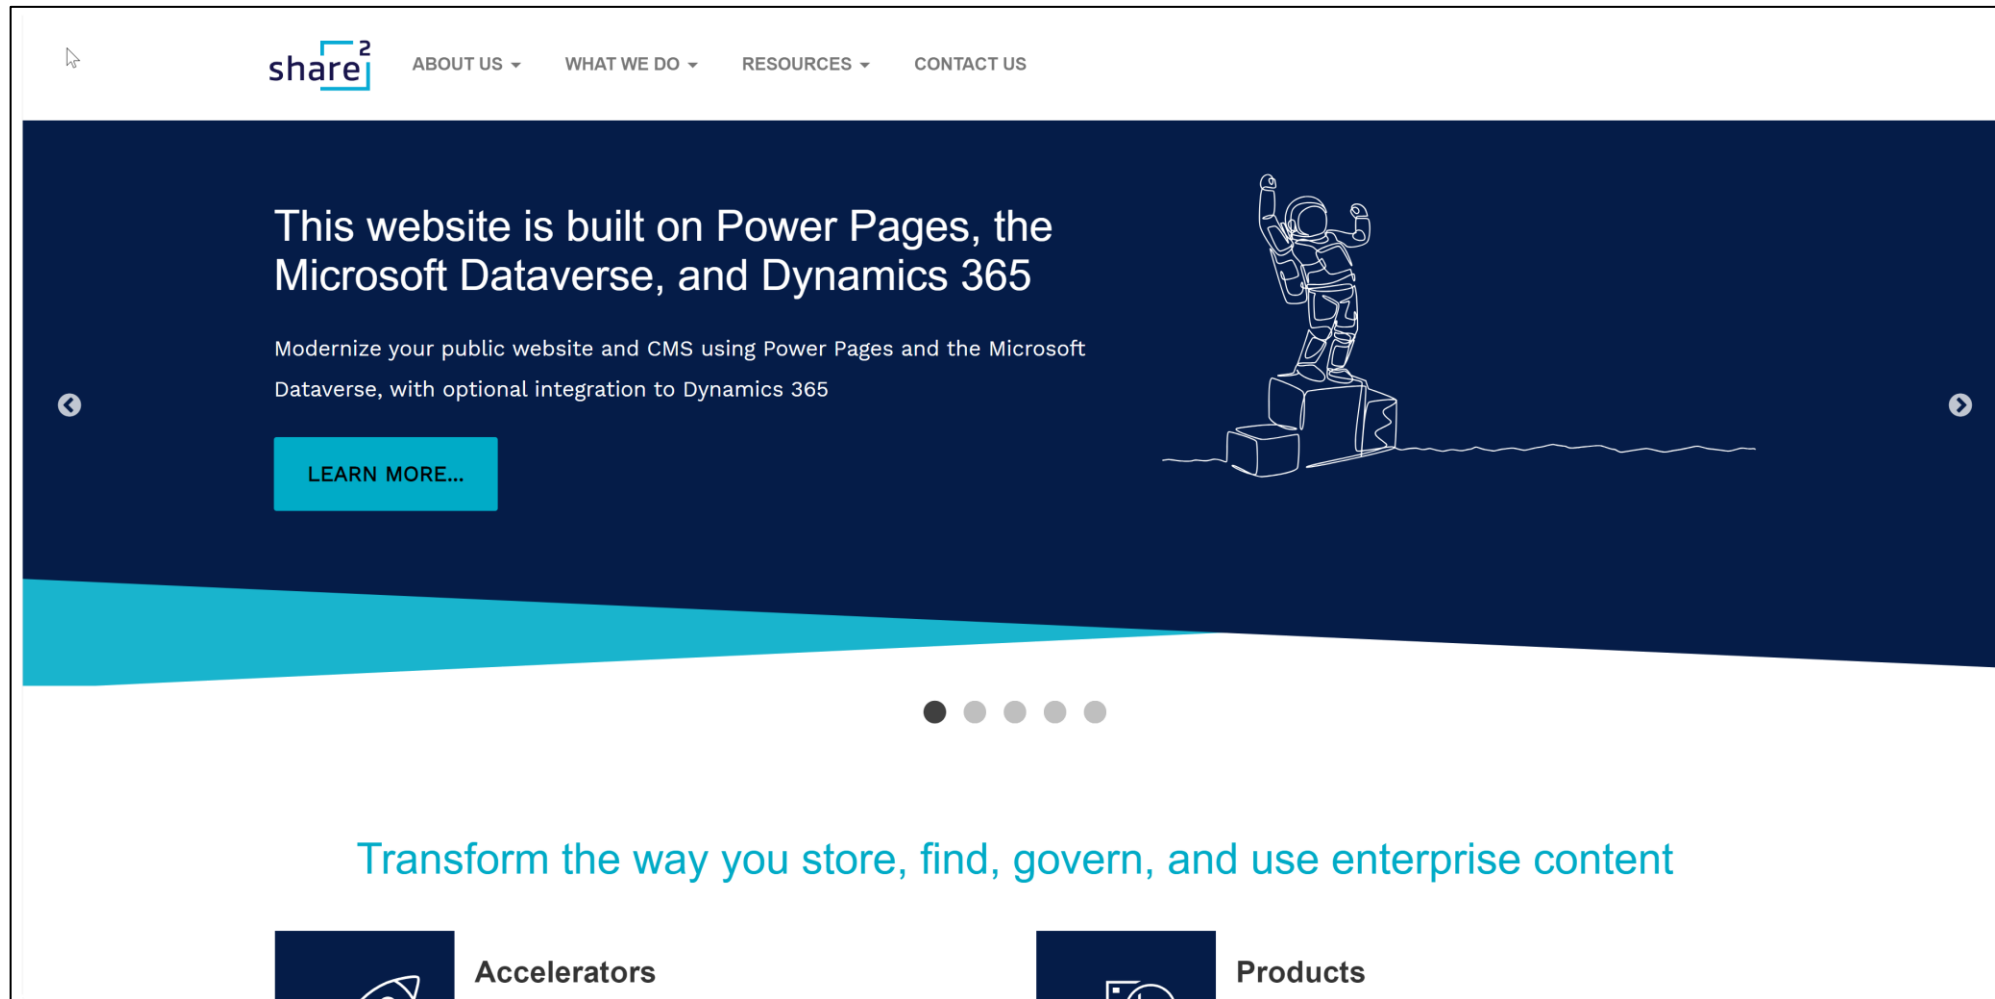 share2
ABOUT US
WHAT WE DO
RESOURCES
CONTACT US
This website is built on Power Pages, the
Microsoft Dataverse, and Dynamics 365
Modernize your public website and CMS using Power Pages and the Microsoft
Dataverse, with optional integration to Dynamics 365
LEARN MORE...
Transform the way you store, find, govern, and use enterprise content
Accelerators
Products